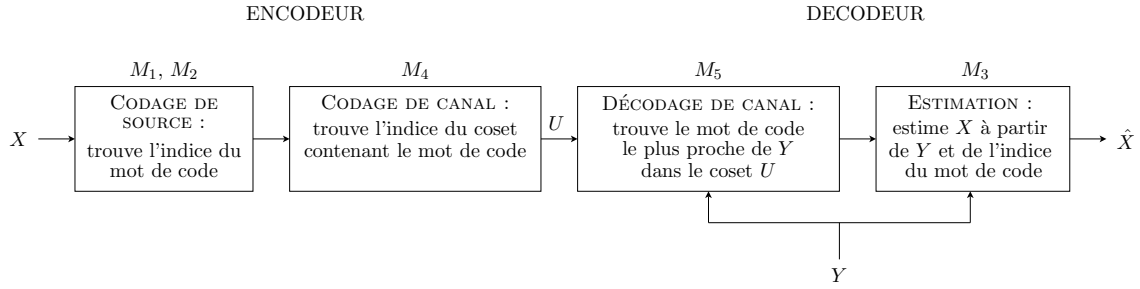 ENCODEUR
DECODEUR
M₁, M₂
M₄
M₅
M₃
X
CODAGE DE
SOURCE :
trouve l'indice du
mot de code
CODAGE DE CANAL :
trouve l'indice du coset
contenant le mot de code
U
DÉCODAGE DE CANAL :
trouve le mot de code
le plus proche de Y
dans le coset U
ESTIMATION :
estime X à partir
de Y et de l'indice
du mot de code
X̂
Y